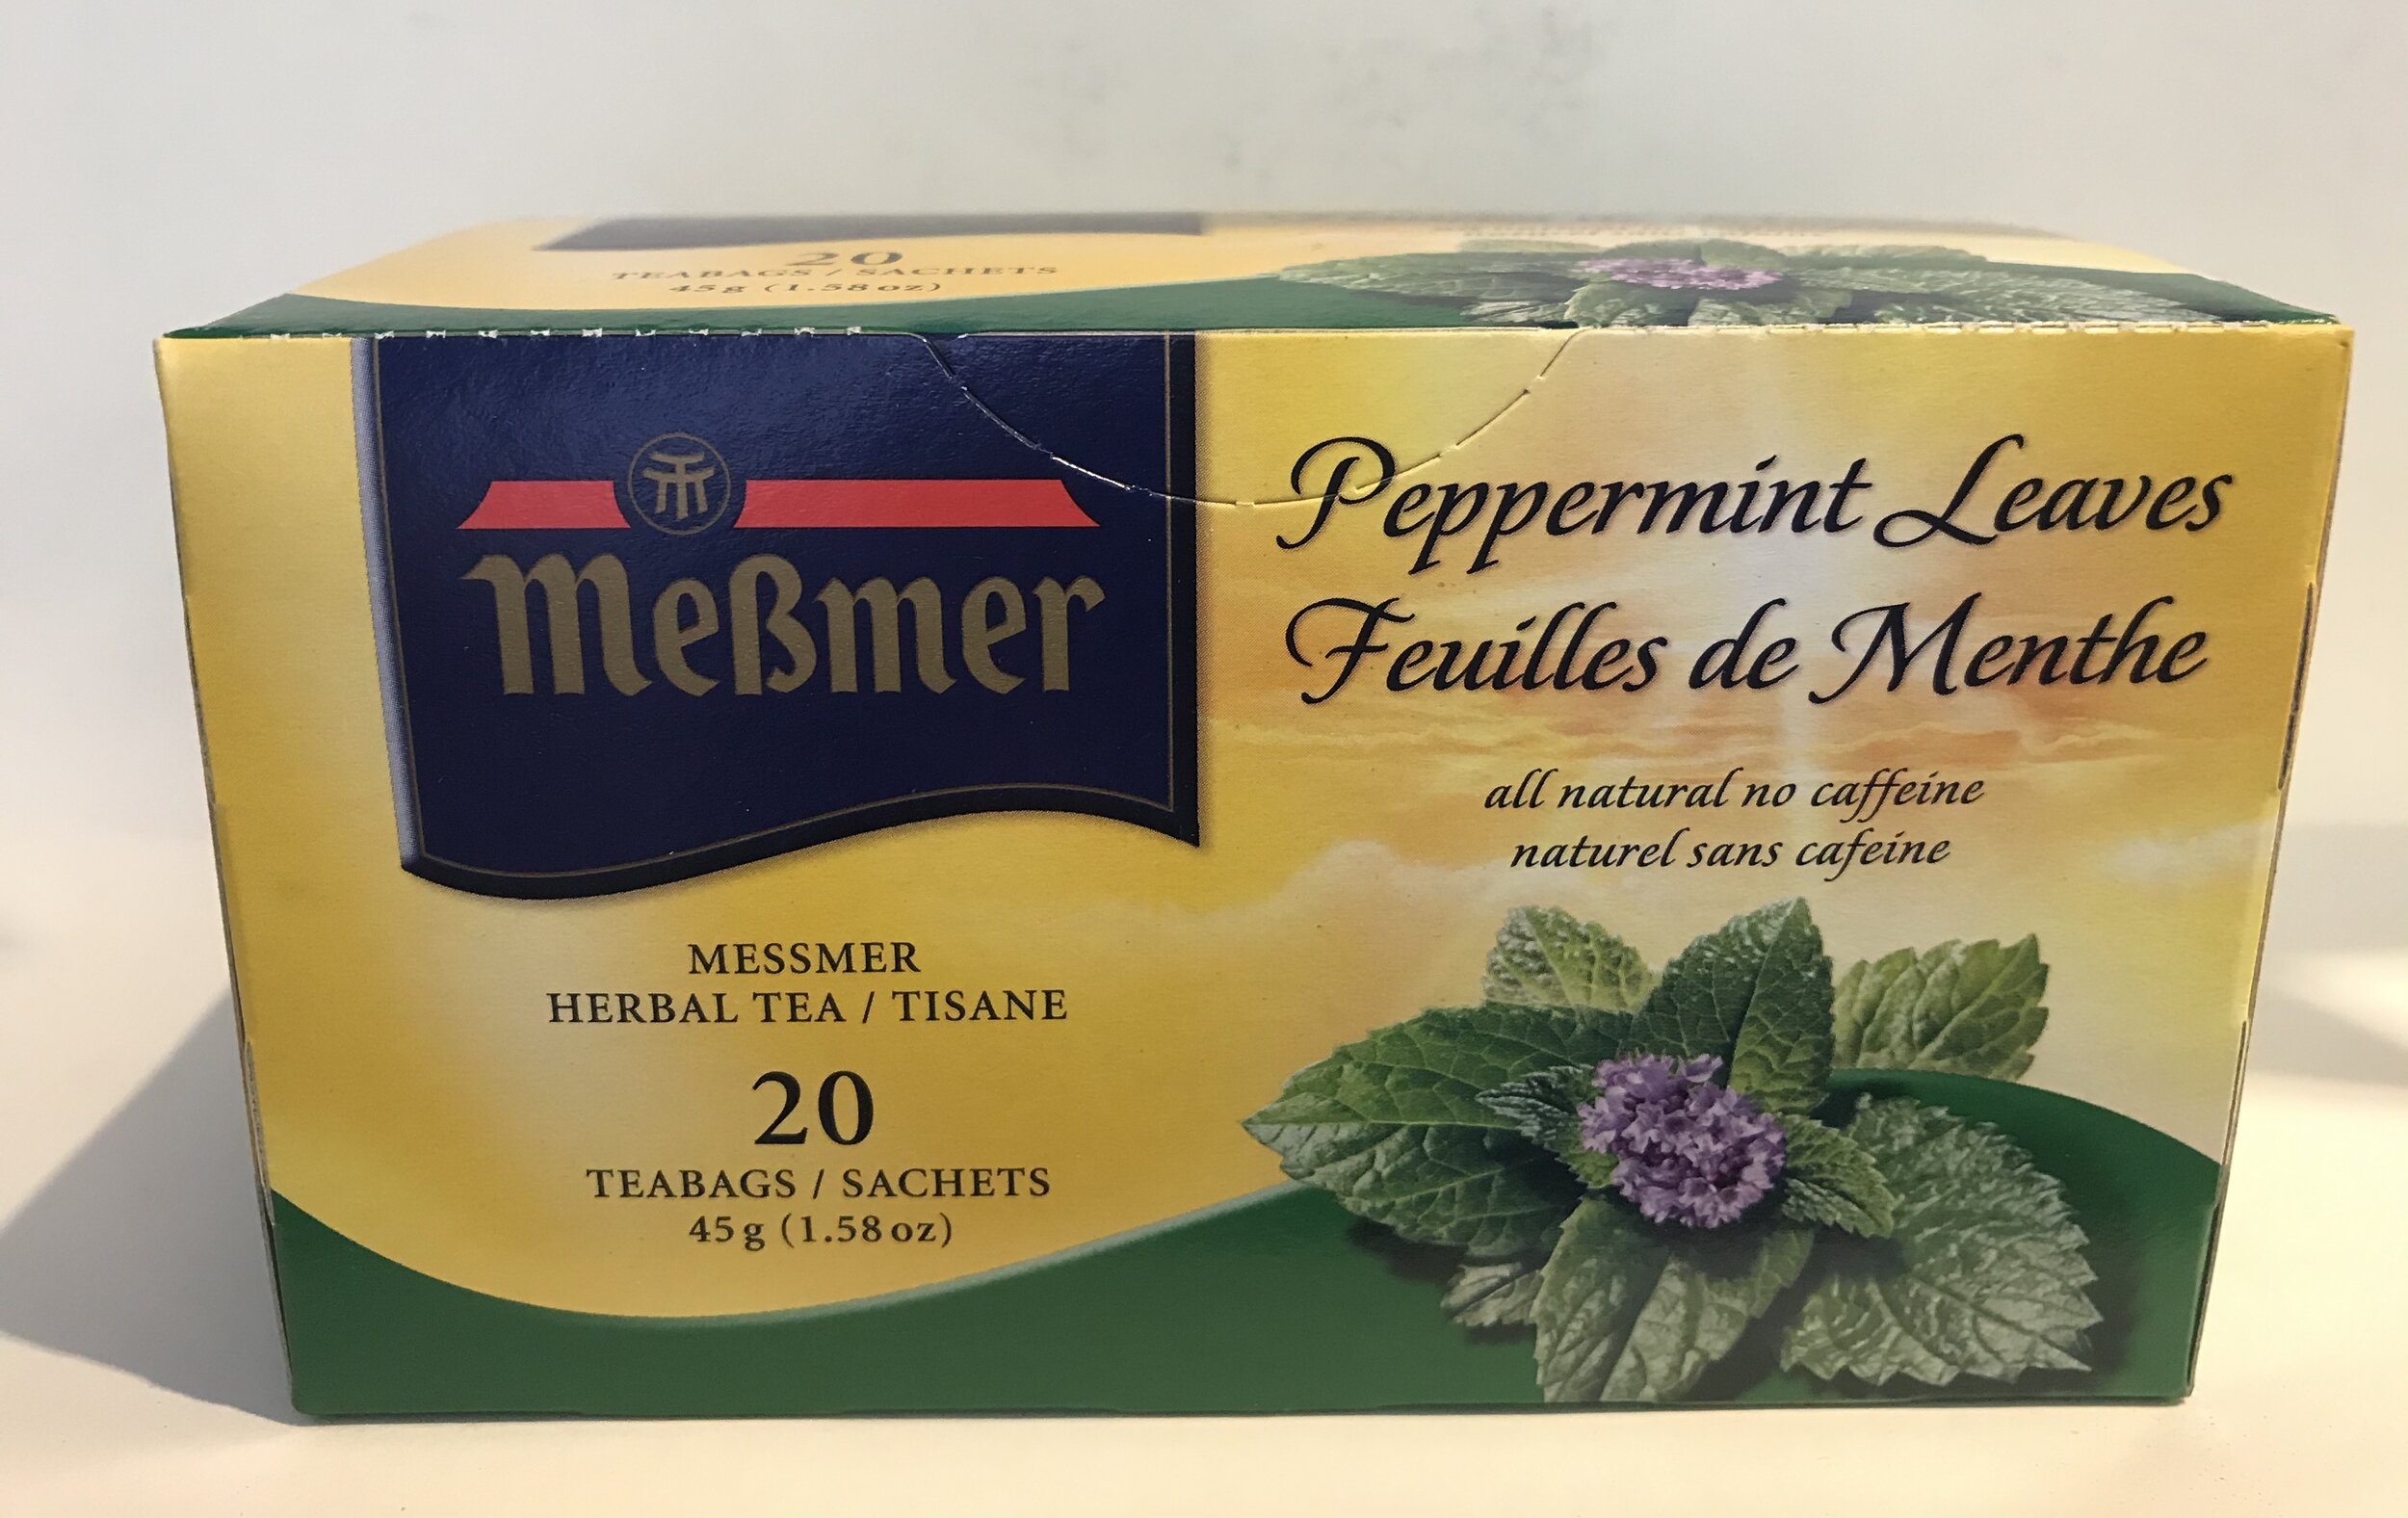 20
TEABAGS / SACHETS
45g (1.58oz)
Meßmer
Peppermint Leaves
Feuilles de Menthe
all natural no caffeine
naturel sans cafeine
MESSMER
HERBAL TEA / TISANE
20
TEABAGS / SACHETS
45g (1.58oz)